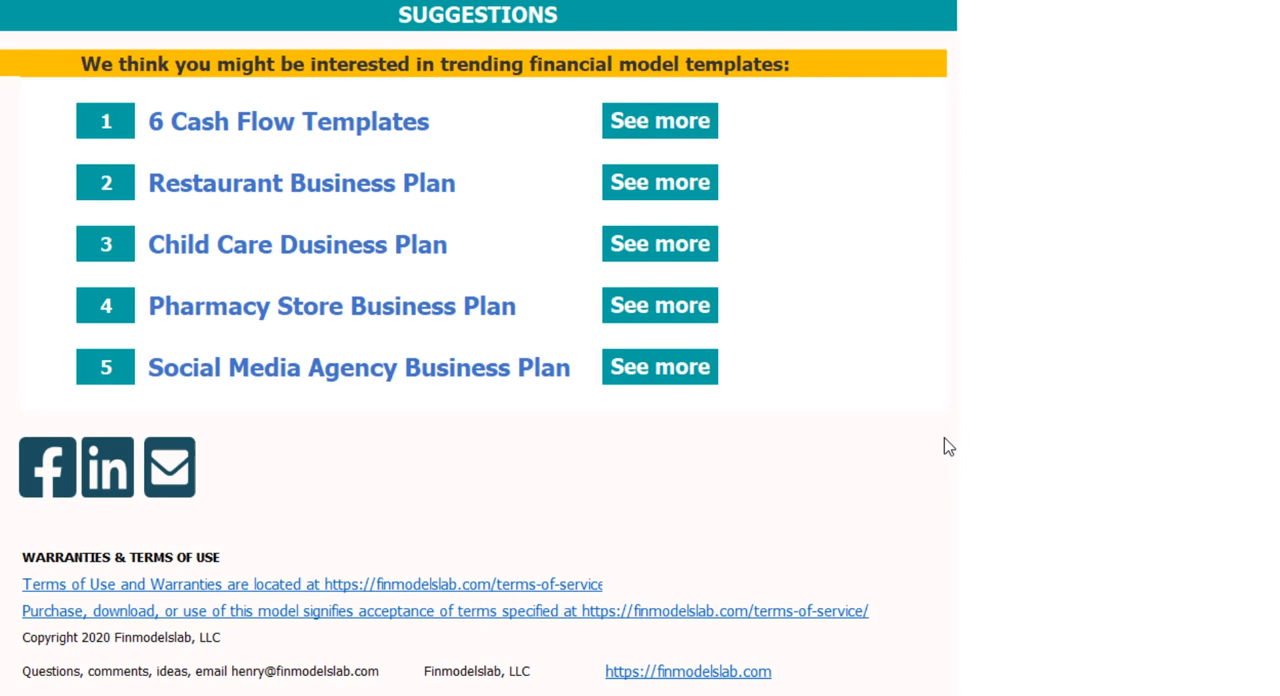 SUGGESTIONS
We think you might be interested in trending financial model templates:
1 6 Cash Flow Templates See more
2 Restaurant Business Plan See more
3 Child Care Dusiness Plan See more
4 Pharmacy Store Business Plan See more
5 Social Media Agency Business Plan See more
WARRANTIES & TERMS OF USE
Terms of Use and Warranties are located at https://finmodelslab.com/terms-of-service
Purchase, download, or use of this model signifies acceptance of terms specified at https://finmodelslab.com/terms-of-service/
Copyright 2020 Finmodelslab, LLC
Questions, comments, ideas, email henry@finmodelslab.com Finmodelslab, LLC https://finmodelslab.com